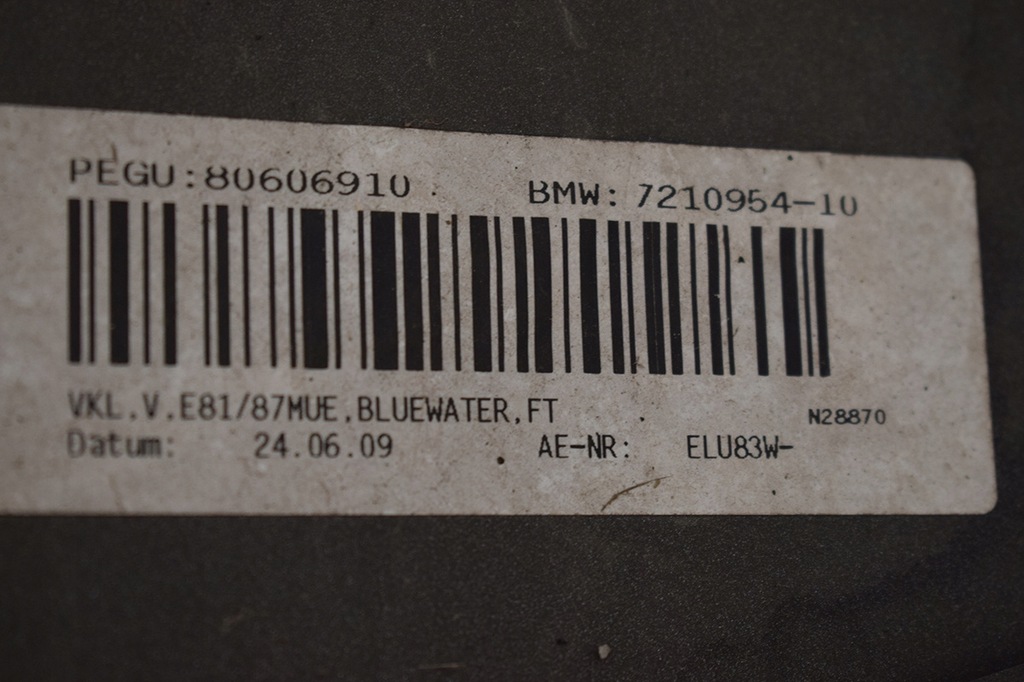 PEGU:80606910 BMW: 7210954-10
VKL.V.E81/87MUE.BLUEWATER,FT N28870
Datum: 24.06.09 AE-NR: ELU83W-